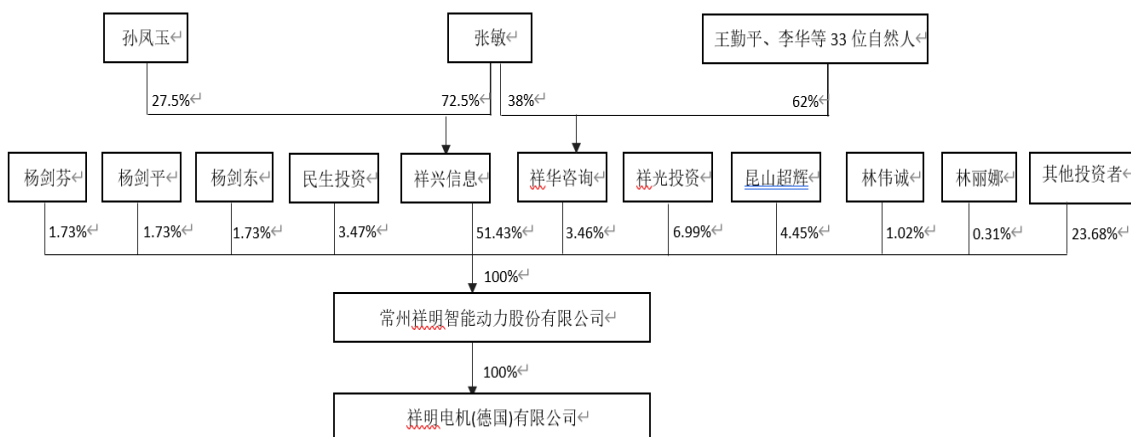 孙凤玉
张敏
王勤平、李华等 33 位自然人
27.5%
72.5%
38%
62%
杨剑芬
杨剑平
杨剑东
民生投资
祥兴信息
祥华咨询
祥光投资
昆山超辉
林伟诚
林丽娜
其他投资者
1.73%
1.73%
1.73%
3.47%
51.43%
3.46%
6.99%
4.45%
1.02%
0.31%
23.68%
100%
常州祥明智能动力股份有限公司
100%
祥明电机(德国)有限公司